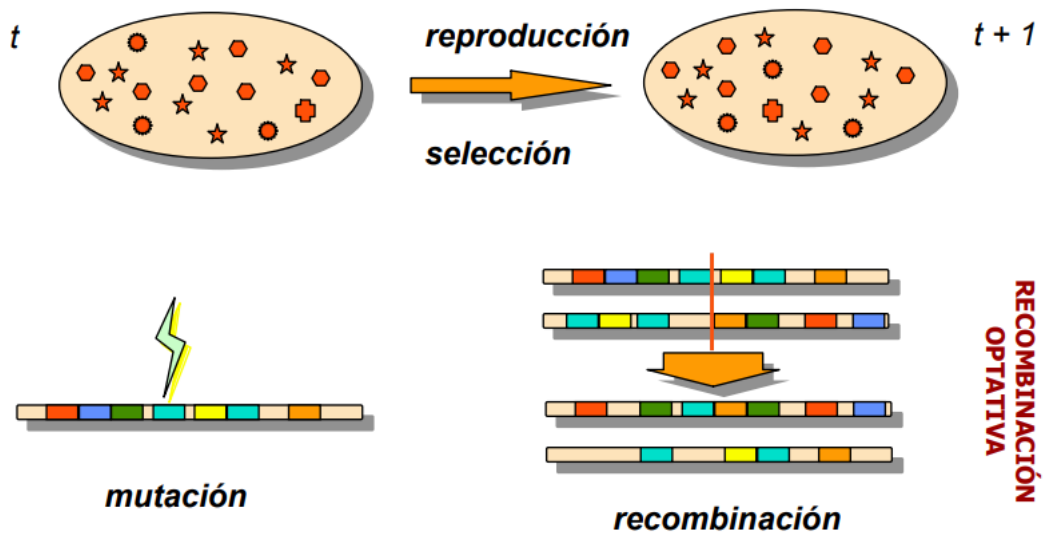 t
reproducción
t + 1
selección
mutación
recombinación
RECOMBINACIÓN
OPTATIVA